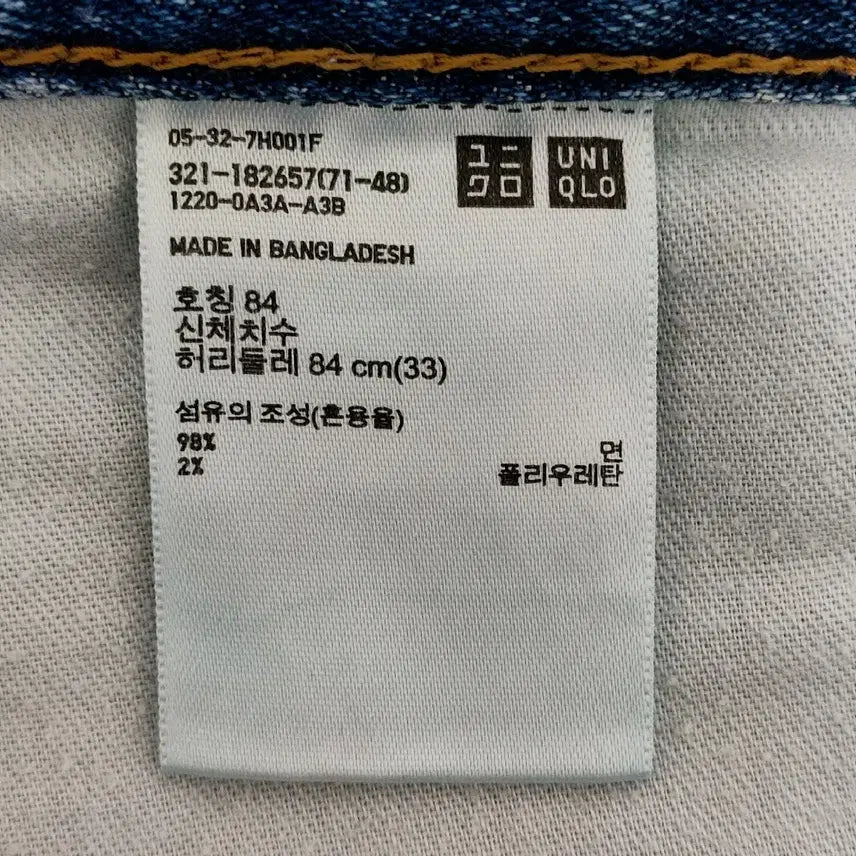 05-32-7H001F
321-182657(71-48)
1220-0A3A-A3B
ユニ
クロ
UNI
QLO
MADE IN BANGLADESH
호칭 84
신체치수
허리둘레 84 cm(33)
섬유의 조성(혼용율)
98% 면
2% 폴리우레탄